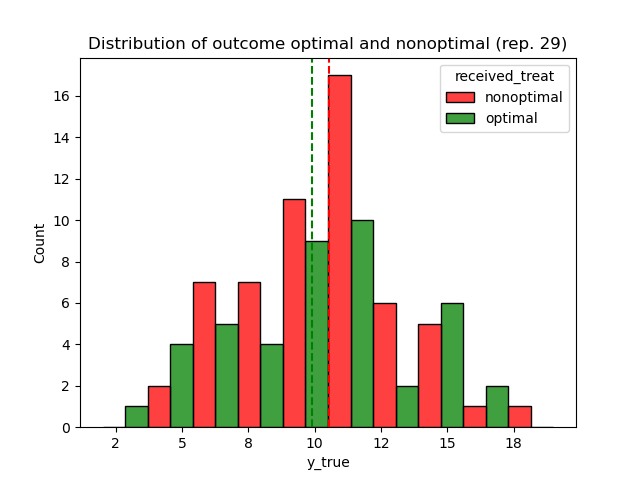 Distribution of outcome optimal and nonoptimal (rep. 29)
received_treat
nonoptimal
optimal
Count
16
14
12
10
8
6
4
2
0
2 5 8 10 12 15 18
y_true